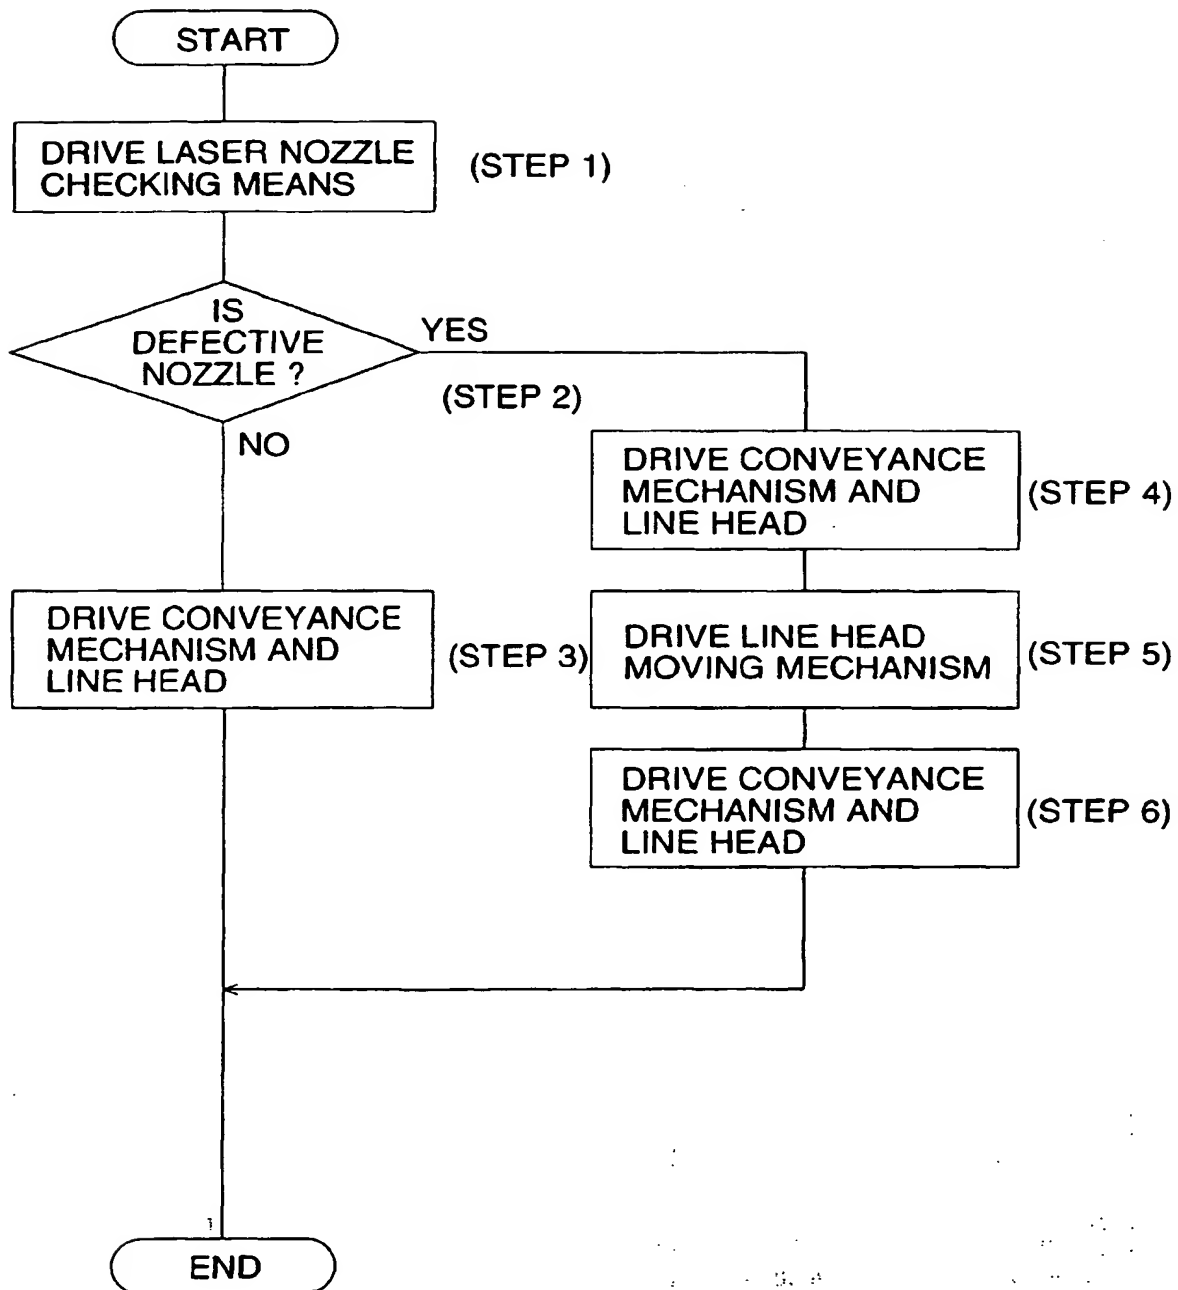 START
DRIVE LASER NOZZLE
CHECKING MEANS
(STEP 1)
IS
DEFECTIVE
NOZZLE ?
YES
(STEP 2)
NO
DRIVE CONVEYANCE
MECHANISM AND
LINE HEAD
(STEP 3)
DRIVE CONVEYANCE
MECHANISM AND
LINE HEAD
(STEP 4)
DRIVE LINE HEAD
MOVING MECHANISM
(STEP 5)
DRIVE CONVEYANCE
MECHANISM AND
LINE HEAD
(STEP 6)
END